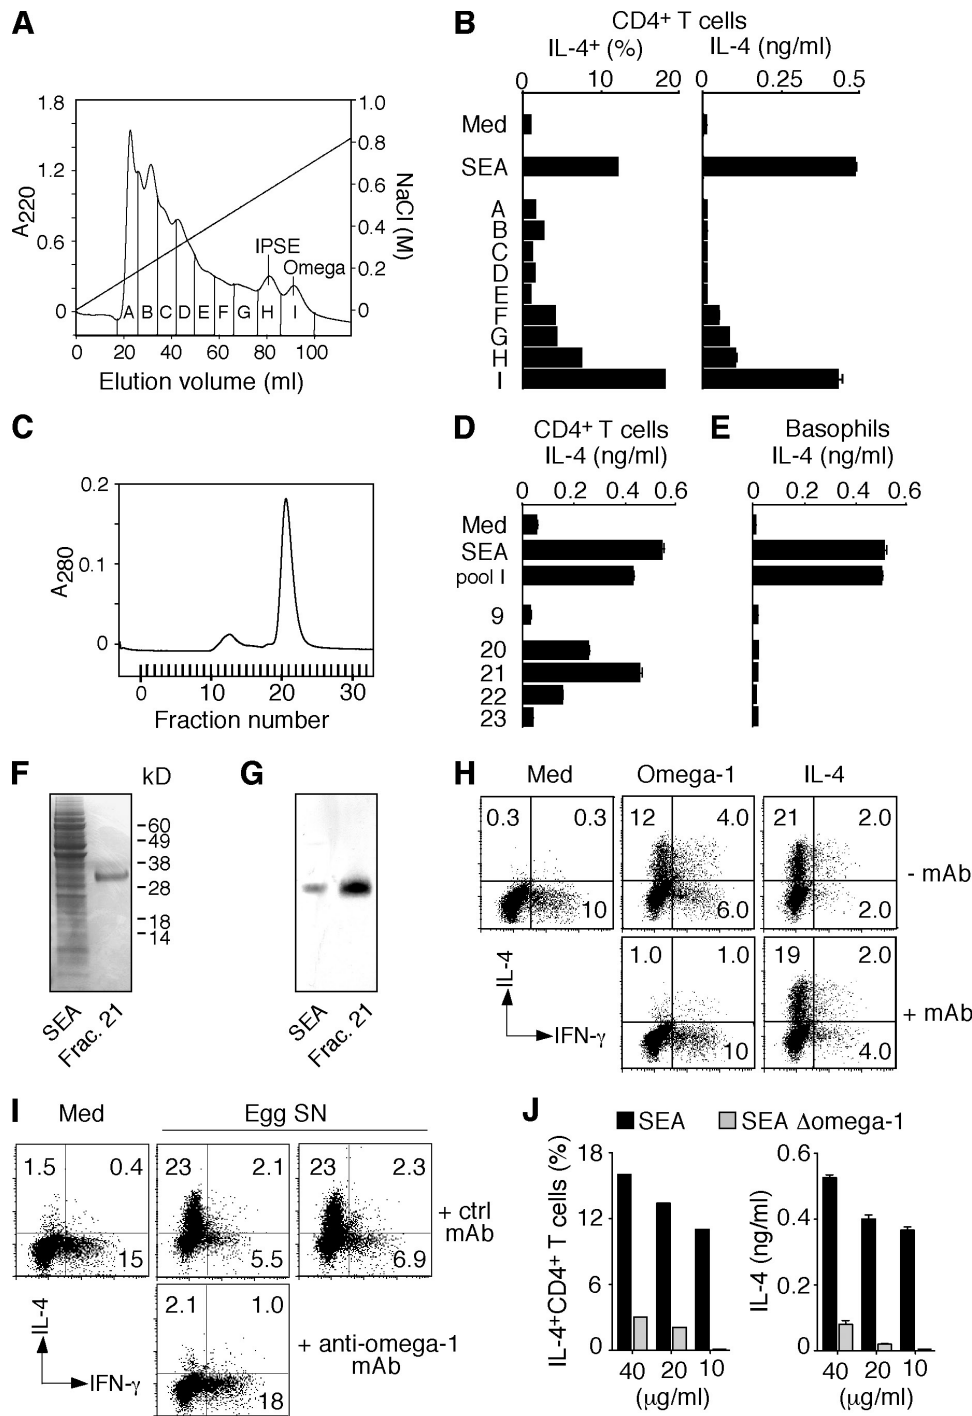 A
1.8
1.2
0.6
0
A220
1.0
0.8
0.6
0.4
0.2
0
NaCl (M)
IPSE
Omega
A B C D E F G H I
0 20 40 60 80 100
Elution volume (ml)
B
CD4+ T cells
IL-4+ (%) IL-4 (ng/ml)
0 10 20 0 0.25 0.5
Med
SEA
A
B
C
D
E
F
G
H
I
C
0.2
0.1
0
A280
0 10 20 30
Fraction number
D
CD4+ T cells
IL-4 (ng/ml)
0 0.2 0.4 0.6
Med
SEA
pool I
9
20
21
22
23
E
Basophils
IL-4 (ng/ml)
0 0.2 0.4 0.6
F
kD
60
49
38
28
18
14
SEA
Frac. 21
G
SEA
Frac. 21
H
Med Omega-1 IL-4
0.3 0.3 12 4.0 21 2.0
10 6.0 2.0
- mAb
1.0 1.0 19 2.0
10 4.0
+ mAb
IL-4
IFN-γ
I
Med Egg SN
1.5 0.4 23 2.1 23 2.3
15 5.5 6.9
+ ctrl
mAb
2.1 1.0
18
+ anti-omega-1
mAb
IL-4
IFN-γ
J
SEA SEA Δomega-1
18
12
6
0
IL-4+CD4+ T cells (%)
40 20 10
(μg/ml)
0.6
0.4
0.2
0
IL-4 (ng/ml)
40 20 10
(μg/ml)